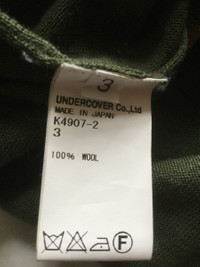 3
UNDERCOVER Co.,Ltd
MADE IN JAPAN
K4907-2
3
100% WOOL
F